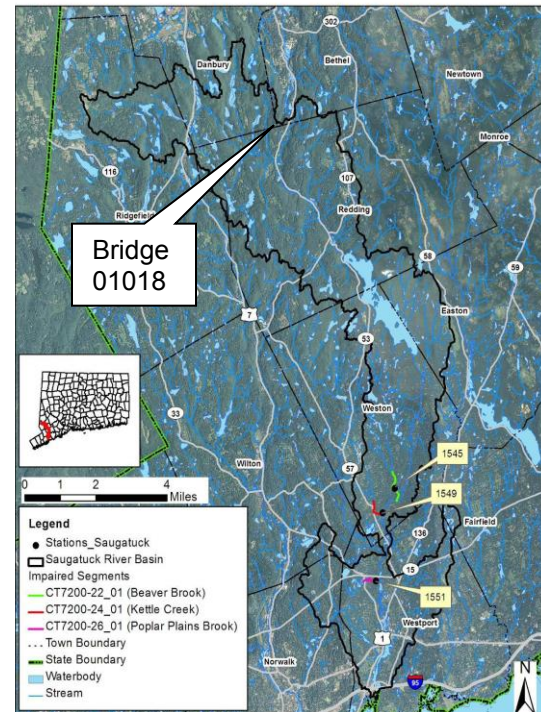 302
Danbury
Bethel
Newtown
Monroe
116
107
Ridgefield
Redding
Bridge
01018
58
59
7
Easton
53
Weston
33
1545
Wilton
57
1549
0 1 2 4
Miles
136
Fairfield
15
1551
Westport
1
Norwalk
95
N
Legend
Stations_Saugatuck
Saugatuck River Basin
Impaired Segments
CT7200-22_01 (Beaver Brook)
CT7200-24_01 (Kettle Creek)
CT7200-26_01 (Poplar Plains Brook)
Town Boundary
State Boundary
Waterbody
Stream